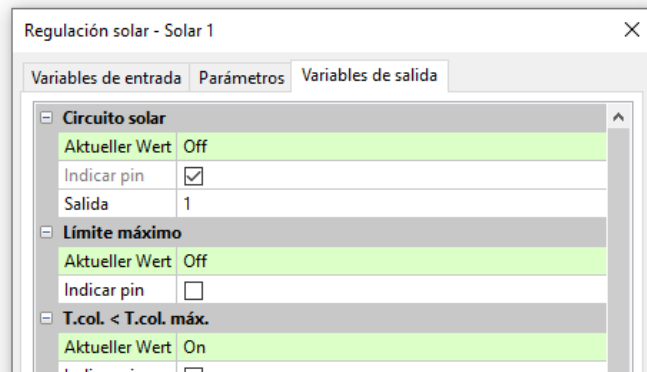 Regulación solar - Solar 1
Variables de entrada Parámetros Variables de salida
Circuito solar
Aktueller Wert Off
Indicar pin
Salida 1
Límite máximo
Aktueller Wert Off
Indicar pin
T.col. < T.col. máx.
Aktueller Wert On